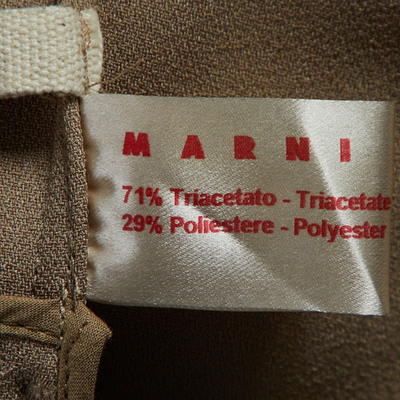 MARNI
71% Triacetato - Triacetate
29% Poliestere - Polyester